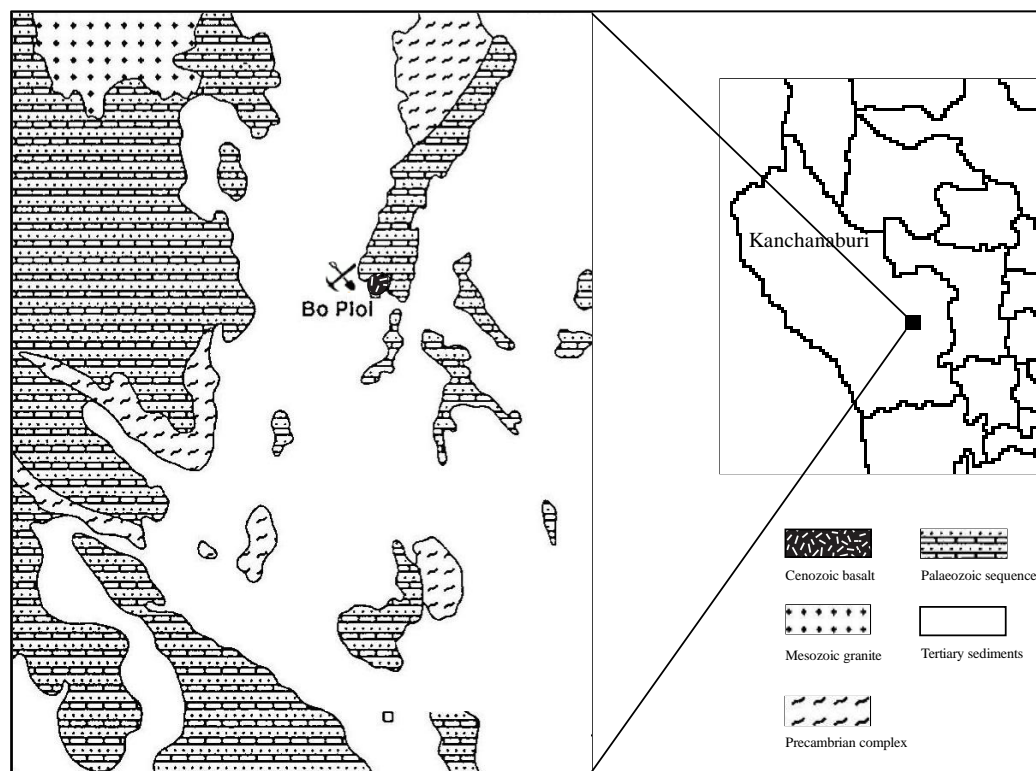 Bo Ploi
Kanchanaburi
Cenozoic basalt
Palaeozoic sequence
Mesozoic granite
Tertiary sediments
Precambrian complex